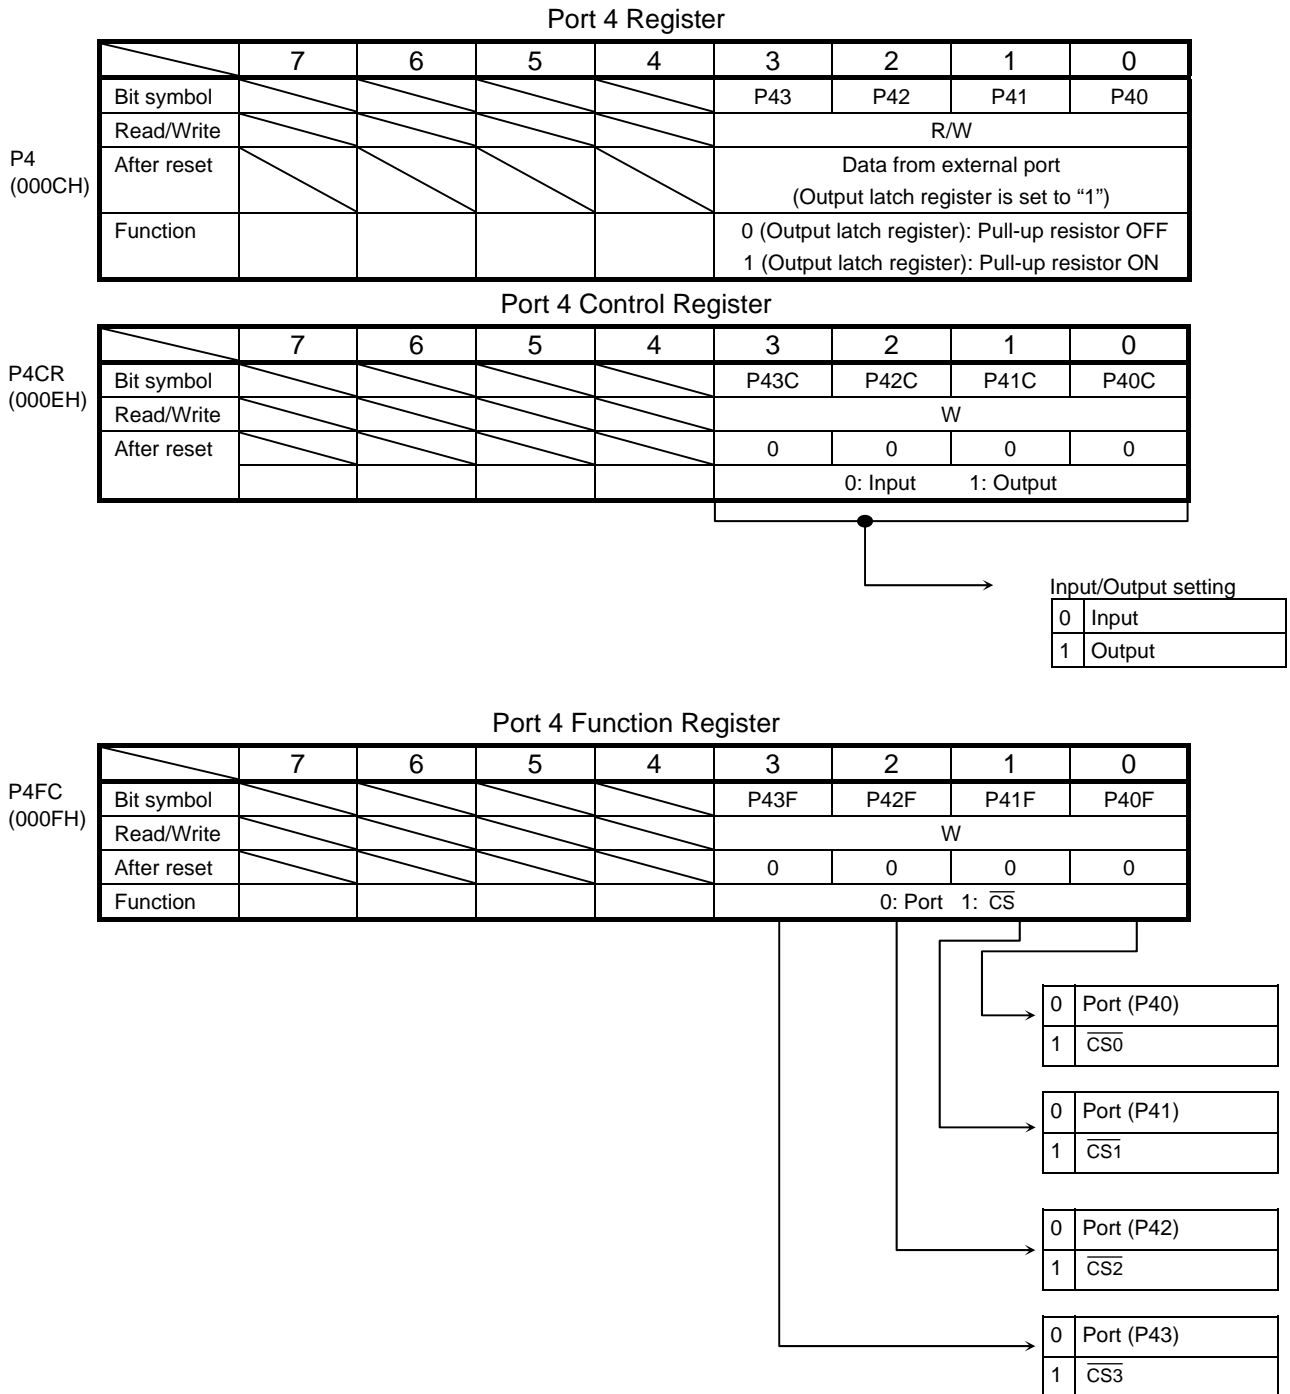 Port 4 Register
7 6 5 4 3 2 1 0
Bit symbol P43 P42 P41 P40
Read/Write R/W
P4
(000CH)
After reset Data from external port
(Output latch register is set to “1”)
Function 0 (Output latch register): Pull-up resistor OFF
1 (Output latch register): Pull-up resistor ON
Port 4 Control Register
7 6 5 4 3 2 1 0
P4CR
(000EH)
Bit symbol P43C P42C P41C P40C
Read/Write W
After reset 0 0 0 0
0: Input 1: Output
Input/Output setting
0 Input
1 Output
Port 4 Function Register
7 6 5 4 3 2 1 0
P4FC
(000FH)
Bit symbol P43F P42F P41F P40F
Read/Write W
After reset 0 0 0 0
Function 0: Port 1: C̅S̅
0 Port (P40)
1 C̅S̅0̅
0 Port (P41)
1 C̅S̅1̅
0 Port (P42)
1 C̅S̅2̅
0 Port (P43)
1 C̅S̅3̅